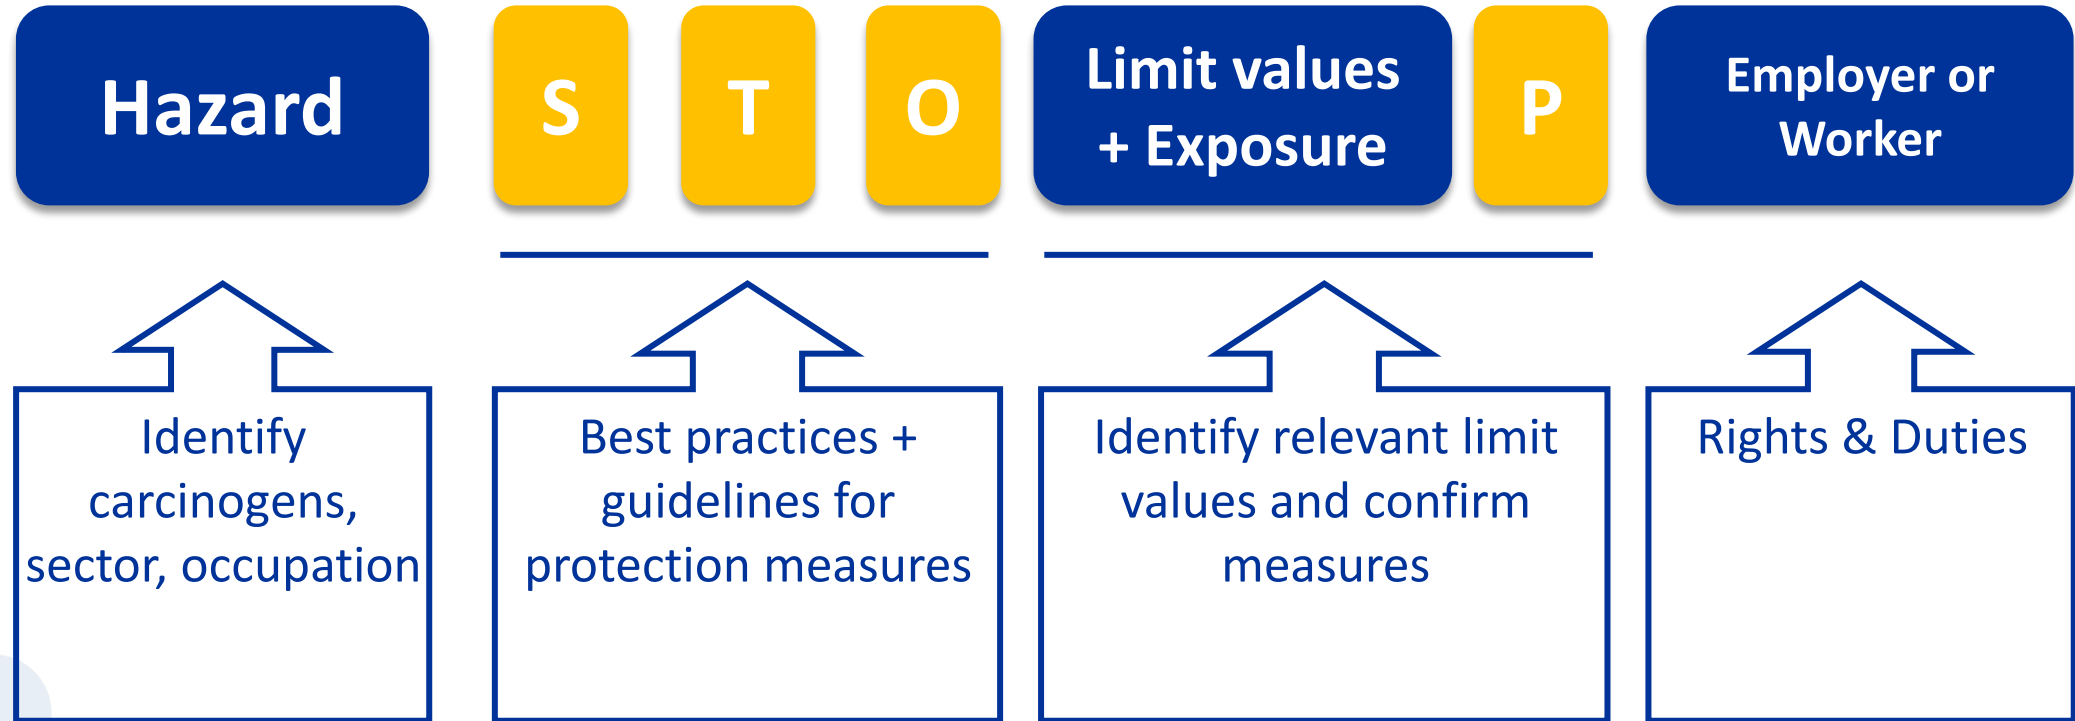 Hazard
S
T
O
Limit values
+ Exposure
P
Employer or
Worker
Identify
carcinogens,
sector, occupation
Best practices +
guidelines for
protection measures
Identify relevant limit
values and confirm
measures
Rights & Duties